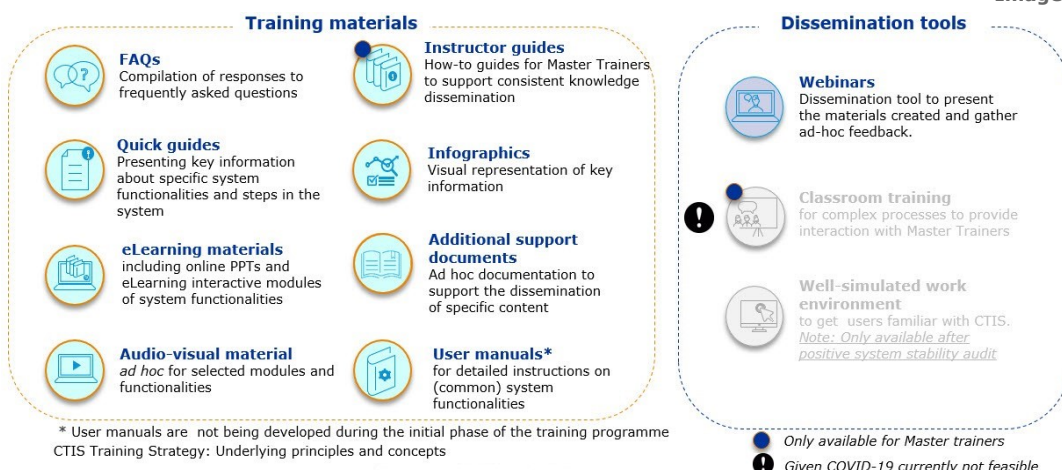 Training materials
FAQs
Compilation of responses to
frequently asked questions
Quick guides
Presenting key information
about specific system
functionalities and steps in the
system
eLearning materials
including online PPTs and
eLearning interactive modules
of system functionalities
Audio-visual material
ad hoc for selected modules and
functionalities
Instructor guides
How-to guides for Master Trainers
to support consistent knowledge
dissemination
Infographics
Visual representation of key
information
Additional support
documents
Ad hoc documentation to
support the dissemination
of specific content
User manuals*
for detailed instructions on
(common) system
functionalities
* User manuals are not being developed during the initial phase of the training programme
CTIS Training Strategy: Underlying principles and concepts
Dissemination tools
Webinars
Dissemination tool to present
the materials created and gather
ad-hoc feedback.
Classroom training
for complex processes to provide
interaction with Master Trainers
Well-simulated work
environment
to get users familiar with CTIS.
Note: Only available after
positive system stability audit
Only available for Master trainers
Given COVID-19 currently not feasible